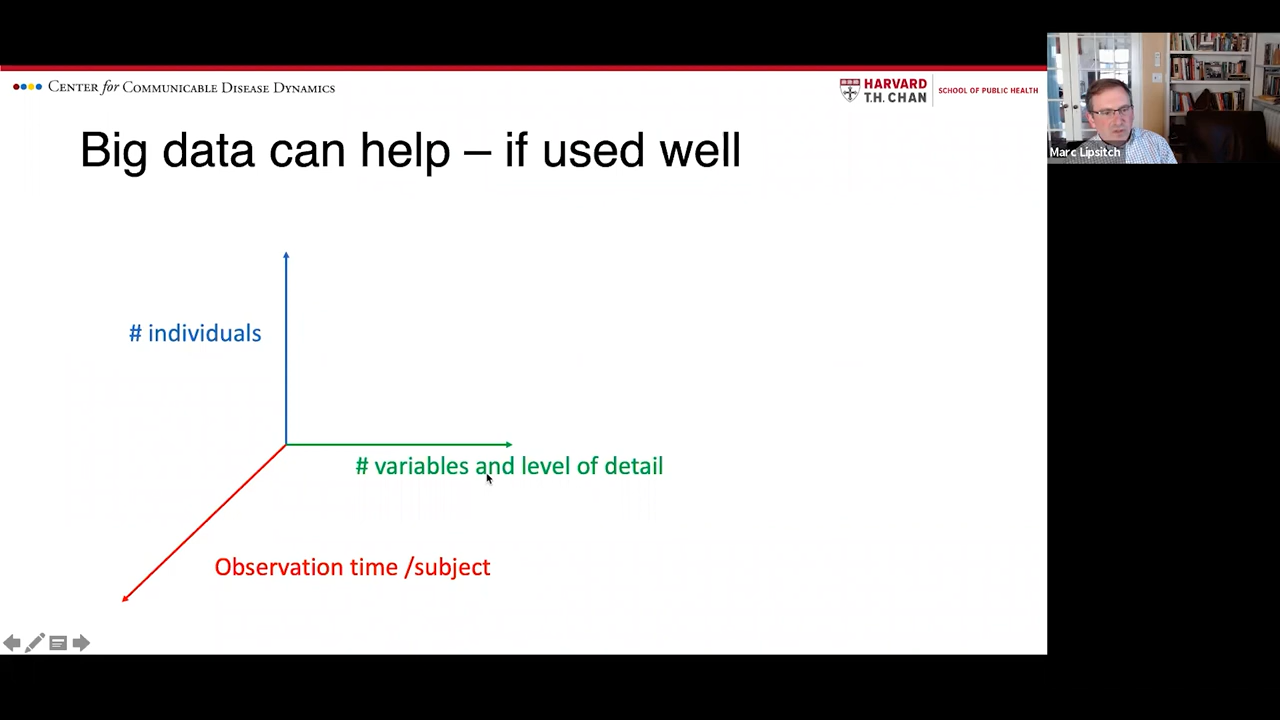 CENTER for COMMUNICABLE DISEASE DYNAMICS
HARVARD
T.H. CHAN
SCHOOL OF PUBLIC HEALTH
Marc Lipsitch
Big data can help – if used well
# individuals
# variables and level of detail
Observation time /subject